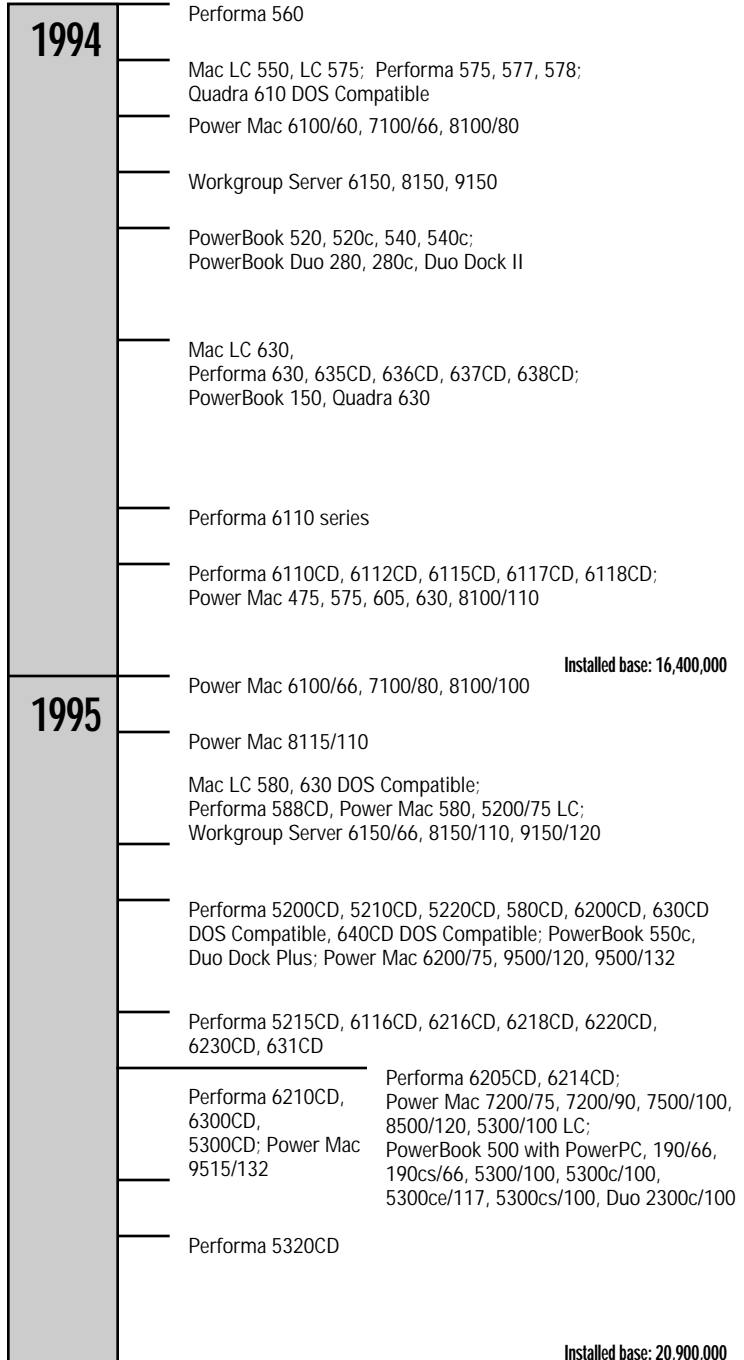 1994
Performa 560
Mac LC 550, LC 575; Performa 575, 577, 578;
Quadra 610 DOS Compatible
Power Mac 6100/60, 7100/66, 8100/80
Workgroup Server 6150, 8150, 9150
PowerBook 520, 520c, 540, 540c;
PowerBook Duo 280, 280c, Duo Dock II
Mac LC 630,
Performa 630, 635CD, 636CD, 637CD, 638CD;
PowerBook 150, Quadra 630
Performa 6110 series
Performa 6110CD, 6112CD, 6115CD, 6117CD, 6118CD;
Power Mac 475, 575, 605, 630, 8100/110
Installed base: 16,400,000
1995
Power Mac 6100/66, 7100/80, 8100/100
Power Mac 8115/110
Mac LC 580, 630 DOS Compatible;
Performa 588CD, Power Mac 580, 5200/75 LC;
Workgroup Server 6150/66, 8150/110, 9150/120
Performa 5200CD, 5210CD, 5220CD, 580CD, 6200CD, 630CD
DOS Compatible, 640CD DOS Compatible; PowerBook 550c,
Duo Dock Plus; Power Mac 6200/75, 9500/120, 9500/132
Performa 5215CD, 6116CD, 6216CD, 6218CD, 6220CD,
6230CD, 631CD
Performa 6210CD,
6300CD,
5300CD; Power Mac
9515/132
Performa 6205CD, 6214CD;
Power Mac 7200/75, 7200/90, 7500/100,
8500/120, 5300/100 LC;
PowerBook 500 with PowerPC, 190/66,
190cs/66, 5300/100, 5300c/100,
5300ce/117, 5300cs/100, Duo 2300c/100
Performa 5320CD
Installed base: 20,900,000